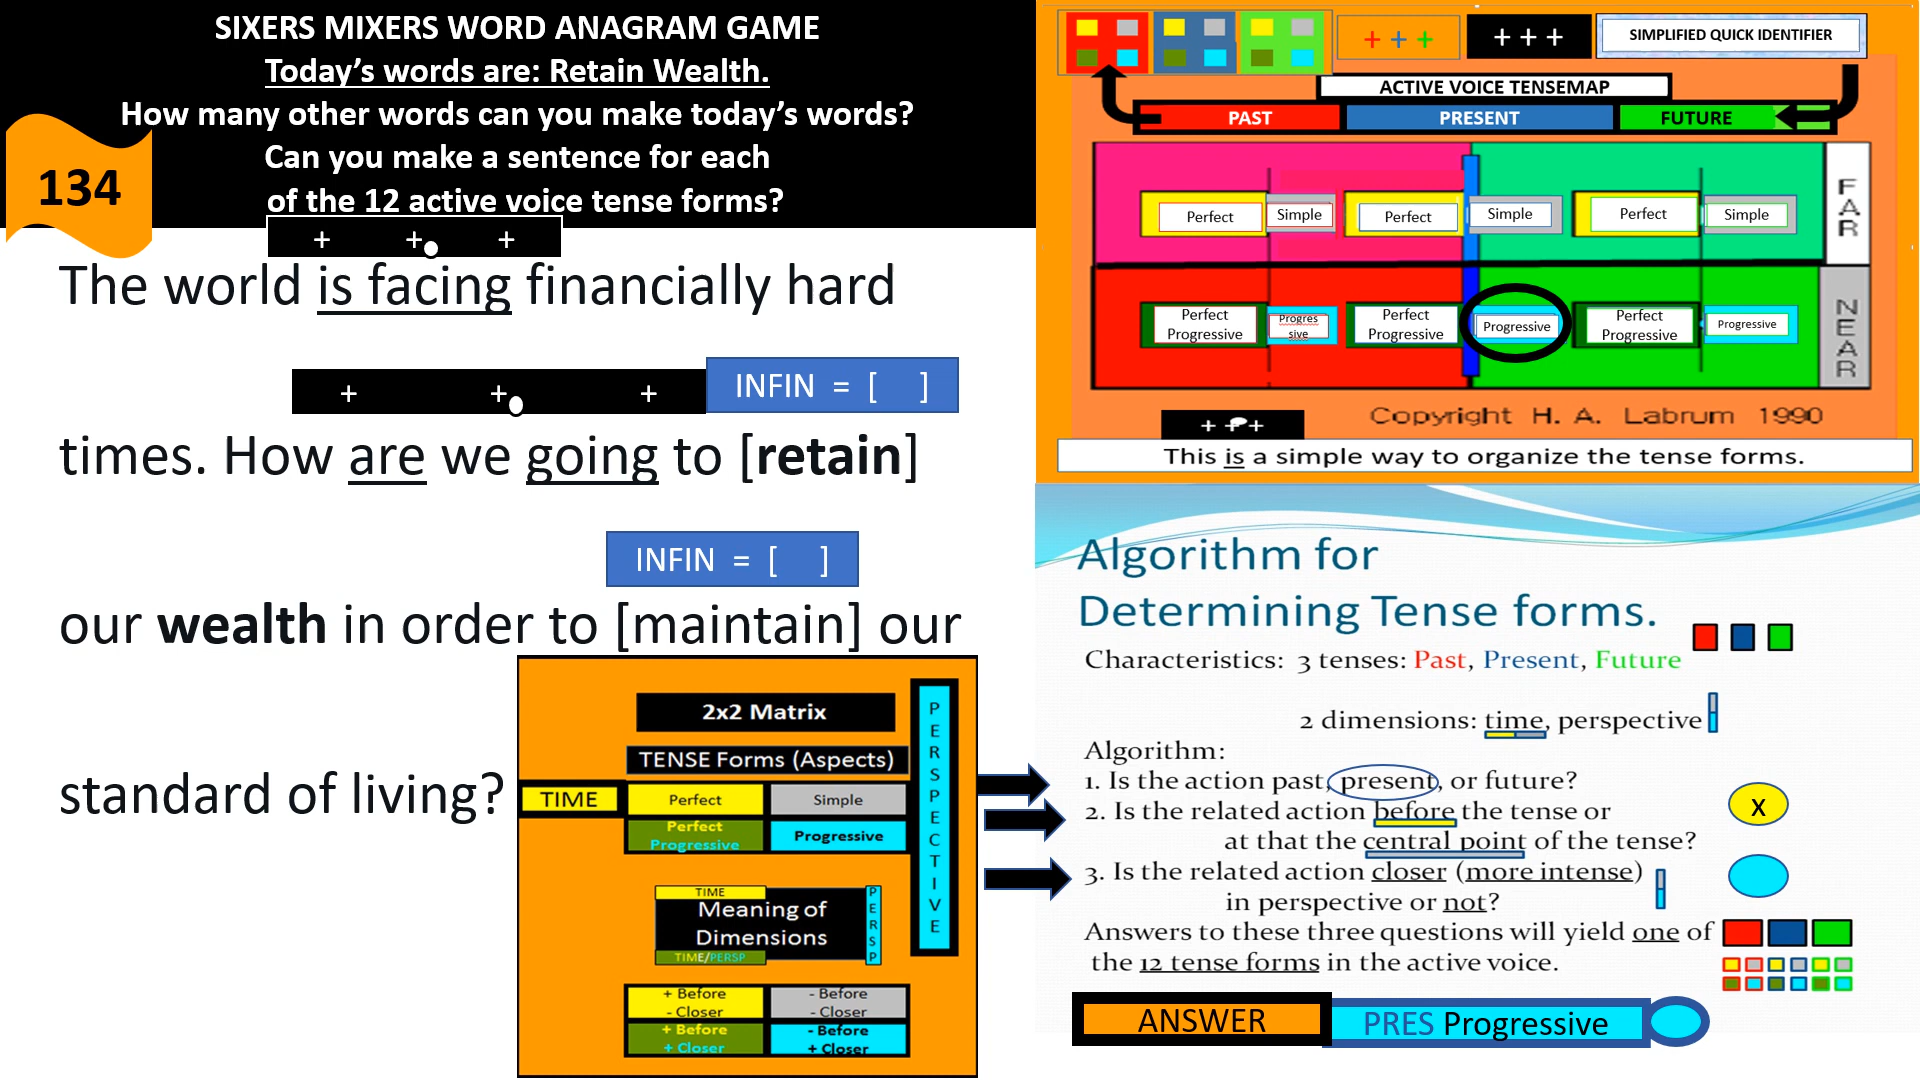 SIXERS MIXERS WORD ANAGRAM GAME
Today's words are: Retain Wealth.
How many other words can you make today's words?
Can you make a sentence for each
of the 12 active voice tense forms?
134
+ + +
The world is facing financially hard
+ + +
INFIN = [ ]
times. How are we going to [retain]
INFIN = [ ]
our wealth in order to [maintain] our
standard of living?
2x2 Matrix
TENSE Forms (Aspects)
TIME
Perfect
Simple
Perfect
Progressive
Progressive
PERSPECTIVE
TIME
Meaning of
Dimensions
TIME/PERSP
PERSP
+ Before
- Closer
- Before
- Closer
+ Before
+ Closer
- Before
+ Closer
+ + +
+ + +
SIMPLIFIED QUICK IDENTIFIER
ACTIVE VOICE TENSEMAP
PAST
PRESENT
FUTURE
Perfect
Simple
Perfect
Simple
Perfect
Simple
FAR
Perfect
Progressive
Progres
sive
Perfect
Progressive
Progressive
Perfect
Progressive
Progressive
NEAR
+ + +
Copyright H. A. Labrum 1990
This is a simple way to organize the tense forms.
Algorithm for
Determining Tense forms.
Characteristics: 3 tenses: Past, Present, Future
2 dimensions: time, perspective
Algorithm:
1. Is the action past, present, or future?
2. Is the related action before the tense or
at that the central point of the tense?
X
3. Is the related action closer (more intense)
in perspective or not?
Answers to these three questions will yield one of
the 12 tense forms in the active voice.
ANSWER
PRES Progressive